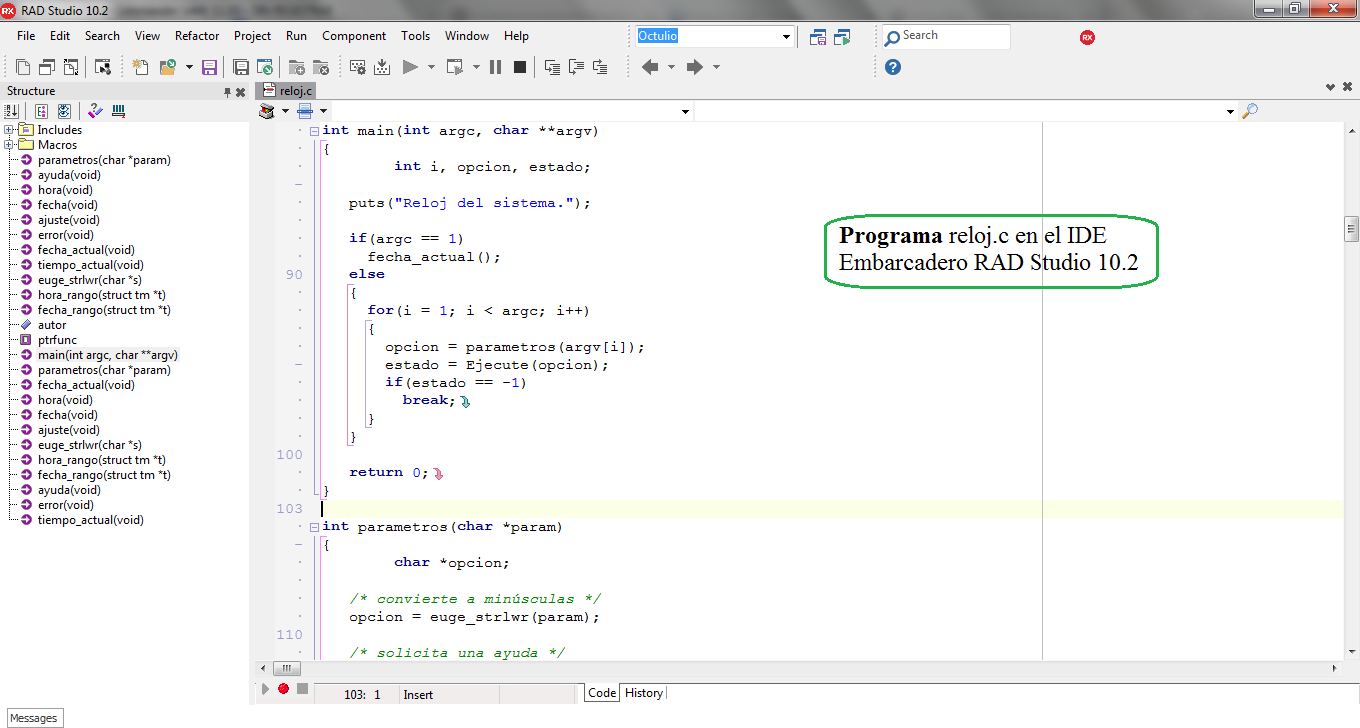 RAD Studio 10.2
File Edit Search View Refactor Project Run Component Tools Window Help
Octulio
Search
RX
Structure
reloj.c
Includes
Macros
parametros(char *param)
ayuda(void)
hora(void)
fecha(void)
ajuste(void)
error(void)
fecha_actual(void)
tiempo_actual(void)
euge_strlwr(char *s)
hora_rango(struct tm *t)
fecha_rango(struct tm *t)
autor
ptrfunc
main(int argc, char **argv)
parametros(char *param)
fecha_actual(void)
hora(void)
fecha(void)
ajuste(void)
euge_strlwr(char *s)
hora_rango(struct tm *t)
fecha_rango(struct tm *t)
ayuda(void)
error(void)
tiempo_actual(void)
int main(int argc, char **argv)
{
int i, opcion, estado;
puts("Reloj del sistema.");
if(argc == 1)
fecha_actual();
90 else
{
for(i = 1; i < argc; i++)
{
opcion = parametros(argv[i]);
estado = Ejecute(opcion);
if(estado == -1)
break;
}
}
100
return 0;
}
103
int parametros(char *param)
{
char *opcion;
/* convierte a minúsculas */
opcion = euge_strlwr(param);
110
/* solicita una ayuda */
Programa reloj.c en el IDE
Embarcadero RAD Studio 10.2
103: 1 Insert Code History
Messages